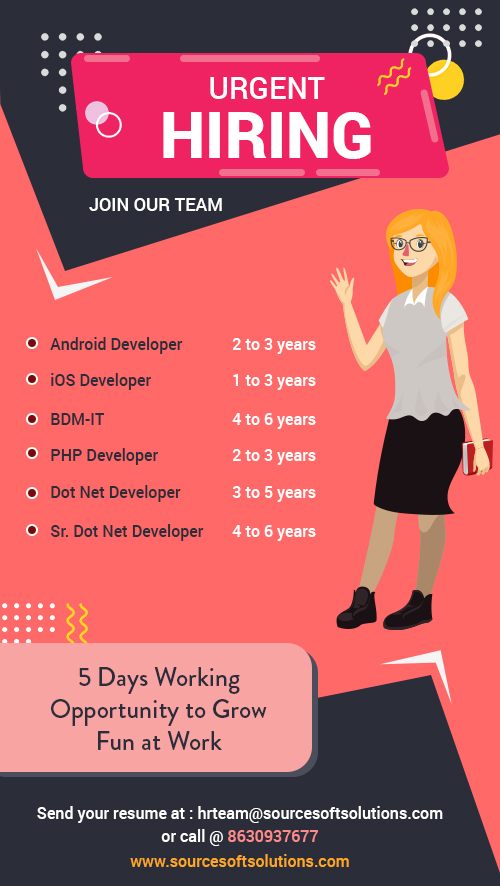 URGENT
HIRING
JOIN OUR TEAM
Android Developer 2 to 3 years
iOS Developer 1 to 3 years
BDM-IT 4 to 6 years
PHP Developer 2 to 3 years
Dot Net Developer 3 to 5 years
Sr. Dot Net Developer 4 to 6 years
5 Days Working
Opportunity to Grow
Fun at Work
Send your resume at : hrteam@sourcesoftsolutions.com
or call @ 8630937677
www.sourcesoftsolutions.com